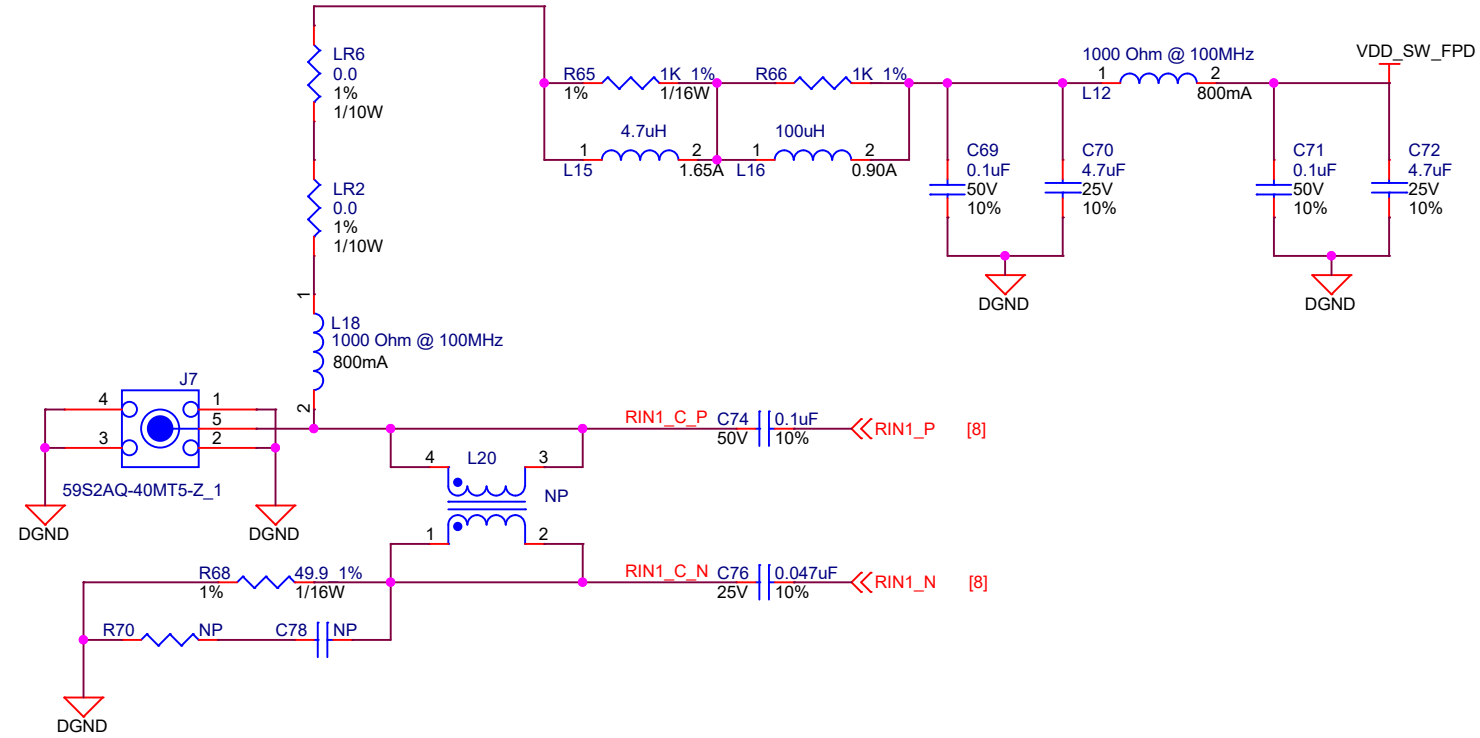 LR6
0.0
1%
1/10W
LR2
0.0
1%
1/10W
R65
1%
1K 1%
1/16W
R66
1K 1%
4.7uH
1
2
L15
1.65A
100uH
1
2
L16
0.90A
1000 Ohm @ 100MHz
1
2
L12
800mA
VDD_SW_FPD
C69
0.1uF
50V
10%
C70
4.7uF
25V
10%
C71
0.1uF
50V
10%
C72
4.7uF
25V
10%
DGND
DGND
1
L18
1000 Ohm @ 100MHz
800mA
2
J7
4
1
5
3
2
59S2AQ-40MT5-Z_1
DGND
DGND
RIN1_C_P
C74
0.1uF
50V
10%
RIN1_P [8]
4
L20
3
NP
1
2
RIN1_C_N
C76
0.047uF
25V
10%
RIN1_N [8]
R68
49.9 1%
1%
1/16W
R70
NP
C78
NP
DGND